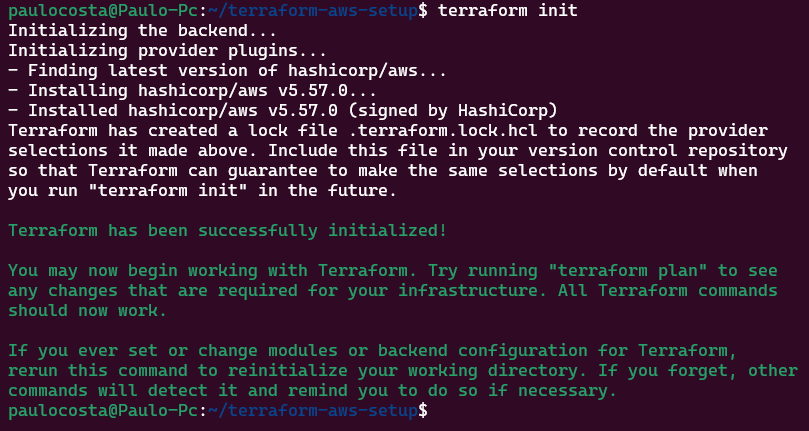 paulocosta@Paulo-Pc:~/terraform-aws-setup$ terraform init
Initializing the backend...
Initializing provider plugins...
- Finding latest version of hashicorp/aws...
- Installing hashicorp/aws v5.57.0...
- Installed hashicorp/aws v5.57.0 (signed by HashiCorp)
Terraform has created a lock file .terraform.lock.hcl to record the provider
selections it made above. Include this file in your version control repository
so that Terraform can guarantee to make the same selections by default when
you run "terraform init" in the future.

Terraform has been successfully initialized!

You may now begin working with Terraform. Try running "terraform plan" to see
any changes that are required for your infrastructure. All Terraform commands
should now work.

If you ever set or change modules or backend configuration for Terraform,
rerun this command to reinitialize your working directory. If you forget, other
commands will detect it and remind you to do so if necessary.
paulocosta@Paulo-Pc:~/terraform-aws-setup$